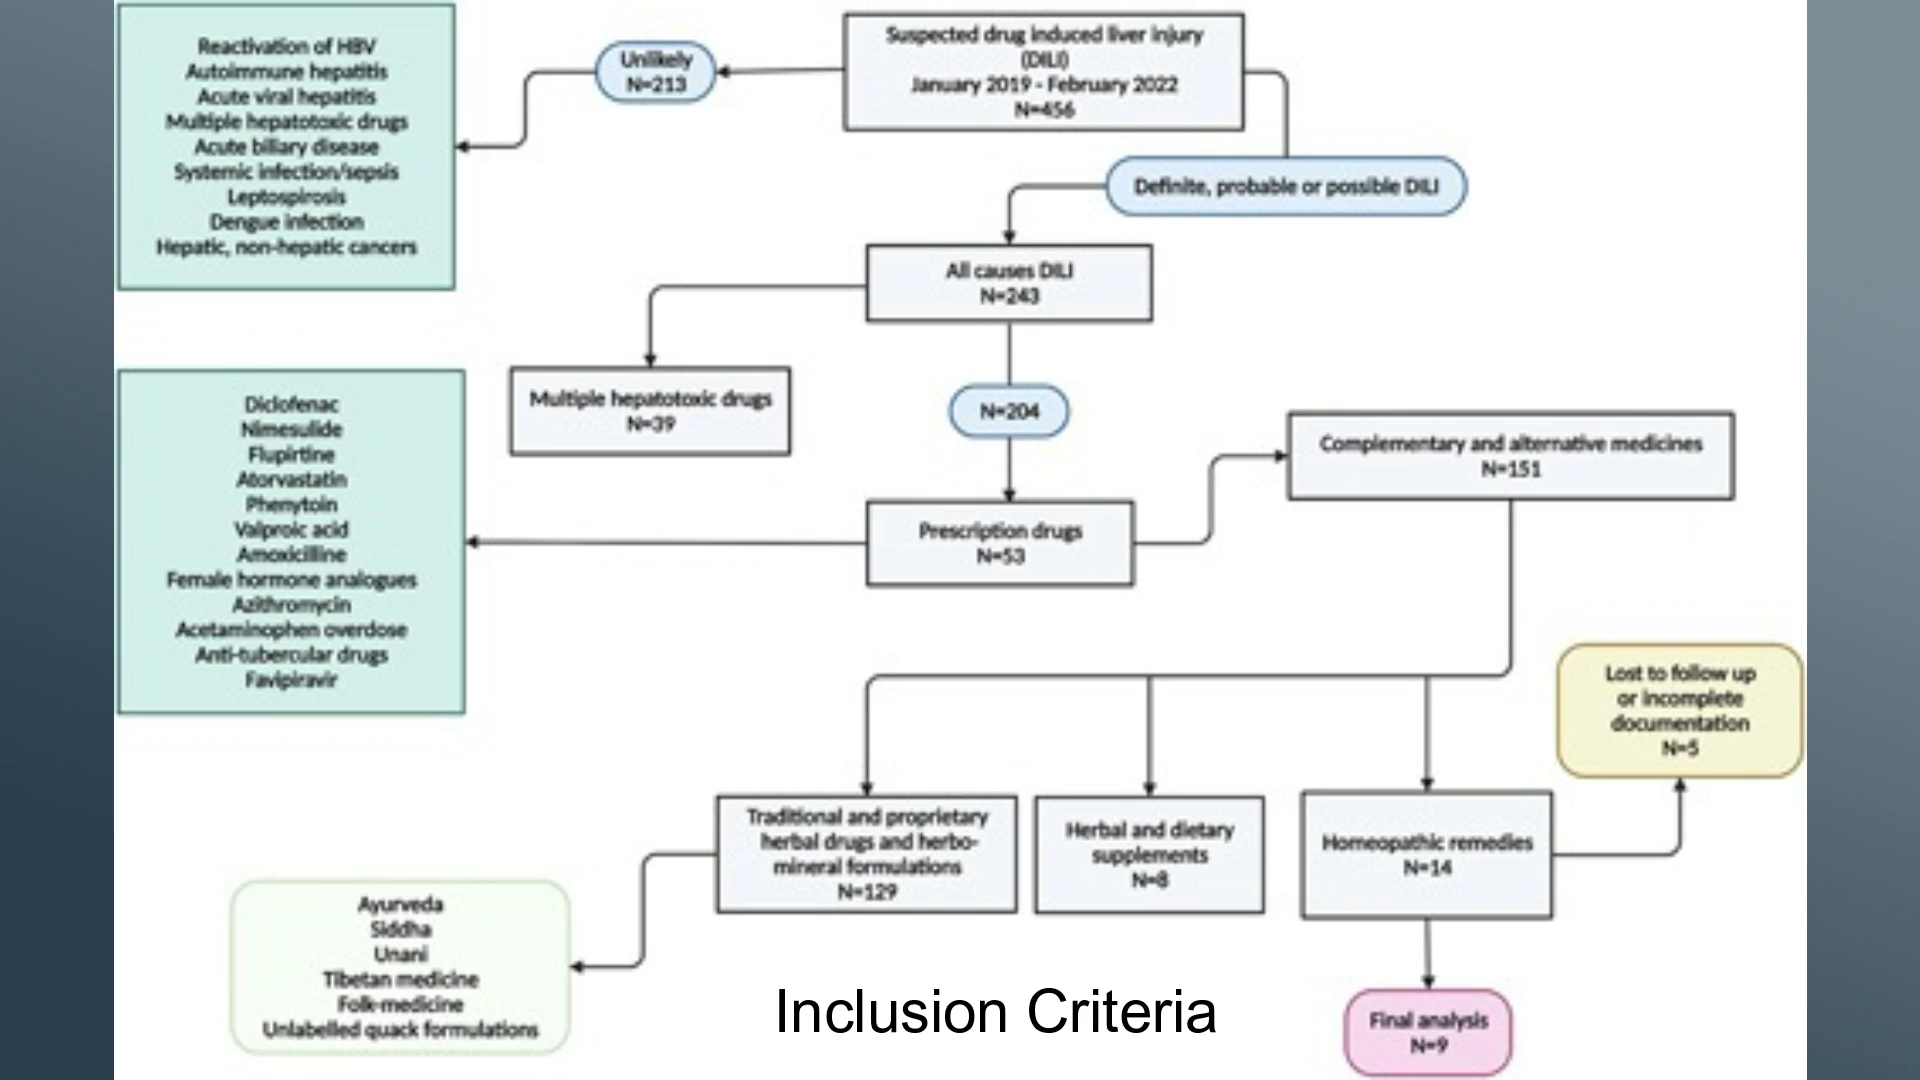 Suspected drug induced liver injury
(DILI)
January 2019 - February 2022
N=456
Unlikely
N=213
Reactivation of HBV
Autoimmune hepatitis
Acute viral hepatitis
Multiple hepatotoxic drugs
Acute biliary disease
Systemic infection/sepsis
Leptospirosis
Dengue infection
Hepatic, non-hepatic cancers
Definite, probable or possible DILI
All causes DILI
N=243
Multiple hepatotoxic drugs
N=39
N=204
Prescription drugs
N=53
Diclofenac
Nimesulide
Flupirtine
Atorvastatin
Phenytoin
Valproic acid
Amoxicilline
Female hormone analogues
Azithromycin
Acetaminophen overdose
Anti-tubercular drugs
Favipiravir
Complementary and alternative medicines
N=151
Traditional and proprietary
herbal drugs and herbo-
mineral formulations
N=129
Herbal and dietary
supplements
N=8
Homeopathic remedies
N=14
Lost to follow up
or incomplete
documentation
N=5
Ayurveda
Siddha
Unani
Tibetan medicine
Folk-medicine
Unlabelled quack formulations
Final analysis
N=9
Inclusion Criteria